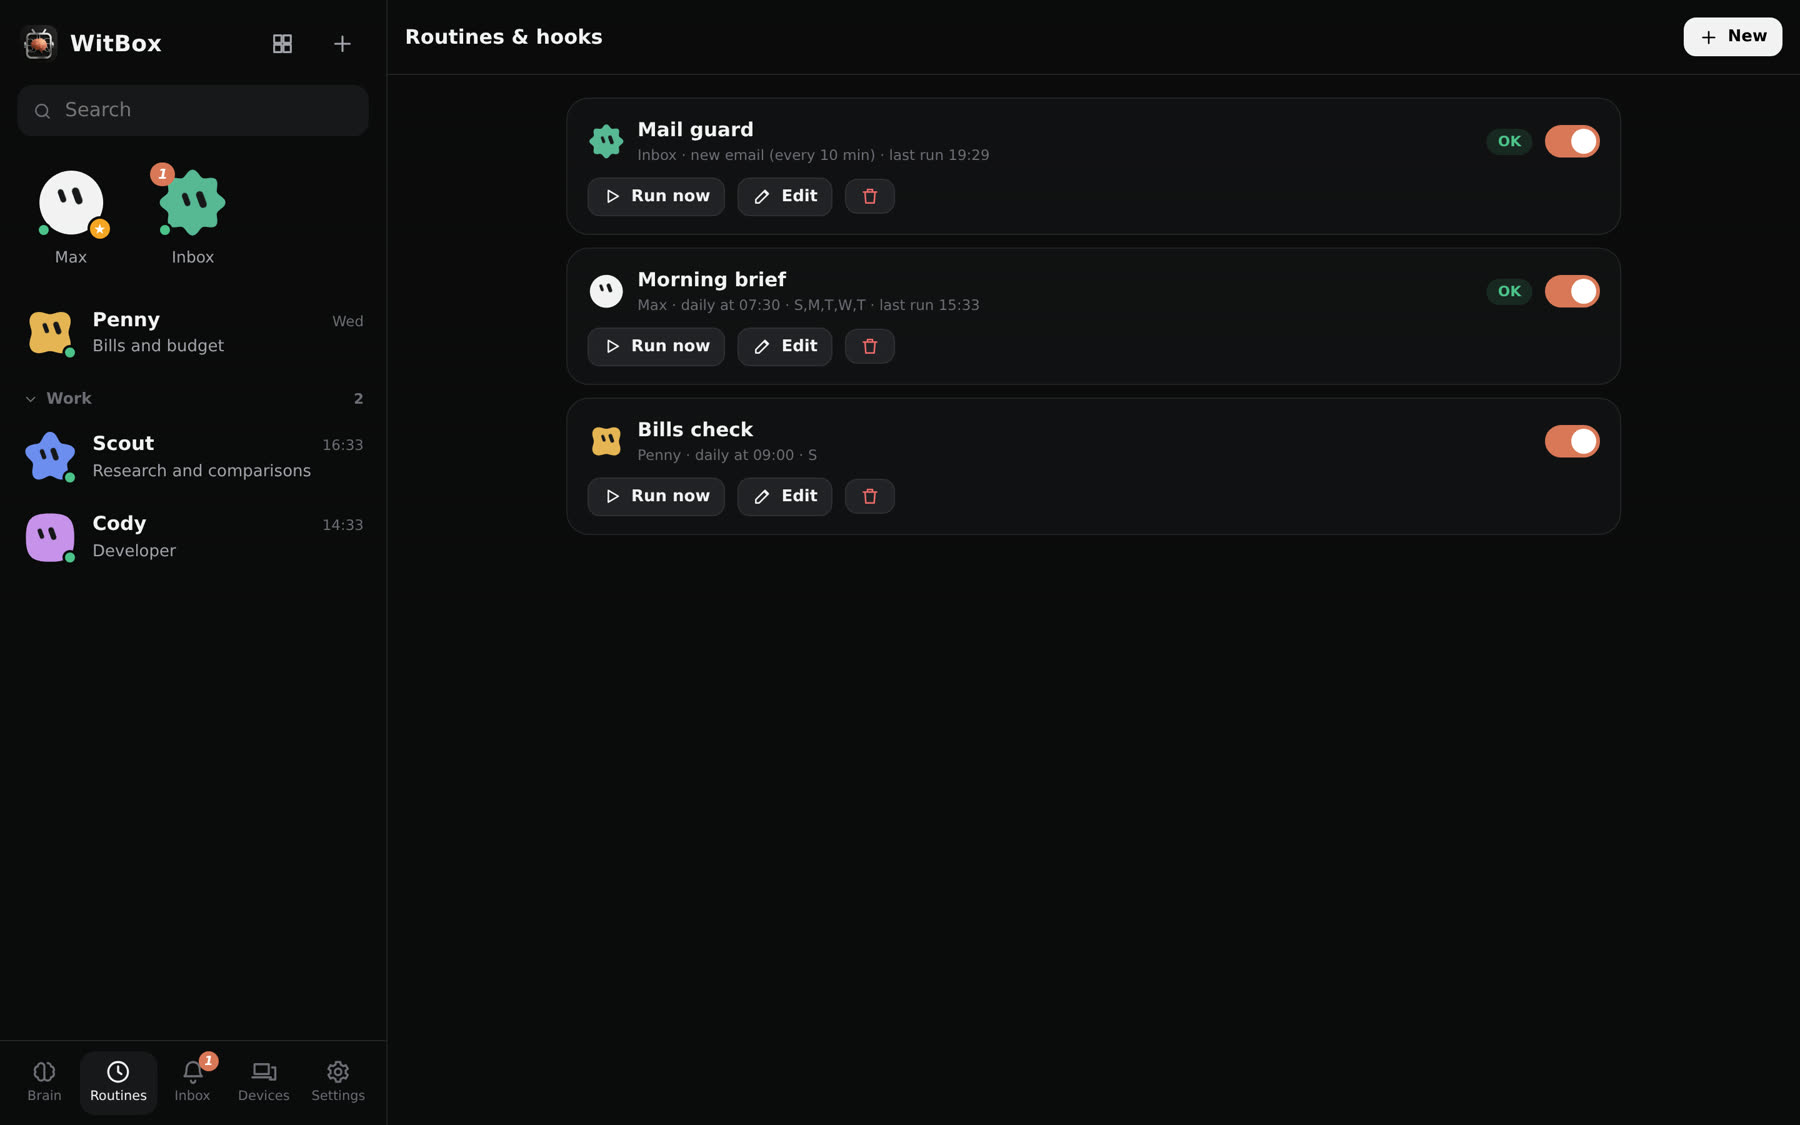 WitBox
Search
1
Max
Inbox
Penny
Wed
Bills and budget
Work
2
Scout
16:33
Research and comparisons
Cody
14:33
Developer
Brain
Routines
1
Inbox
Devices
Settings
Routines & hooks
New
Mail guard
Inbox · new email (every 10 min) · last run 19:29
OK
Run now
Edit
Morning brief
Max · daily at 07:30 · S,M,T,W,T · last run 15:33
OK
Run now
Edit
Bills check
Penny · daily at 09:00 · S
Run now
Edit